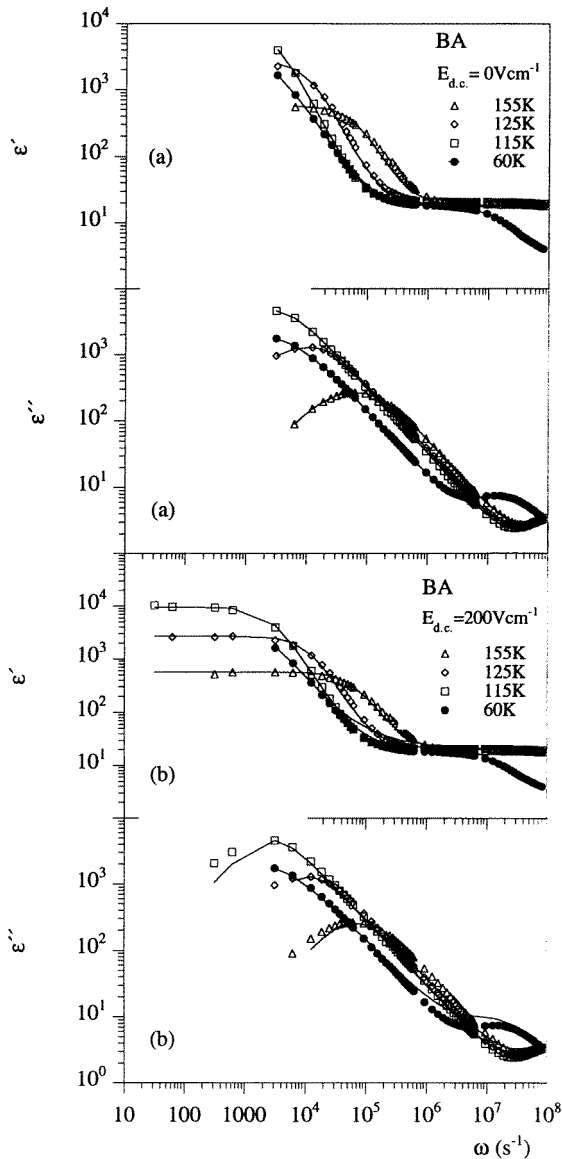 10⁴
BA
E_d.c. = 0Vcm⁻¹
10³
△ 155K
◇ 125K
ε′
□ 115K
10²
(a)
● 60K
10¹
10³
ε″
10²
10¹
(a)
BA
10⁴
E_d.c.=200Vcm⁻¹
10³
△ 155K
◇ 125K
ε′
□ 115K
10²
● 60K
10¹
(b)
10³
ε″
10²
10¹
(b)
10⁰
10 100 1000 10⁴ 10⁵ 10⁶ 10⁷ 10⁸
ω (s⁻¹)